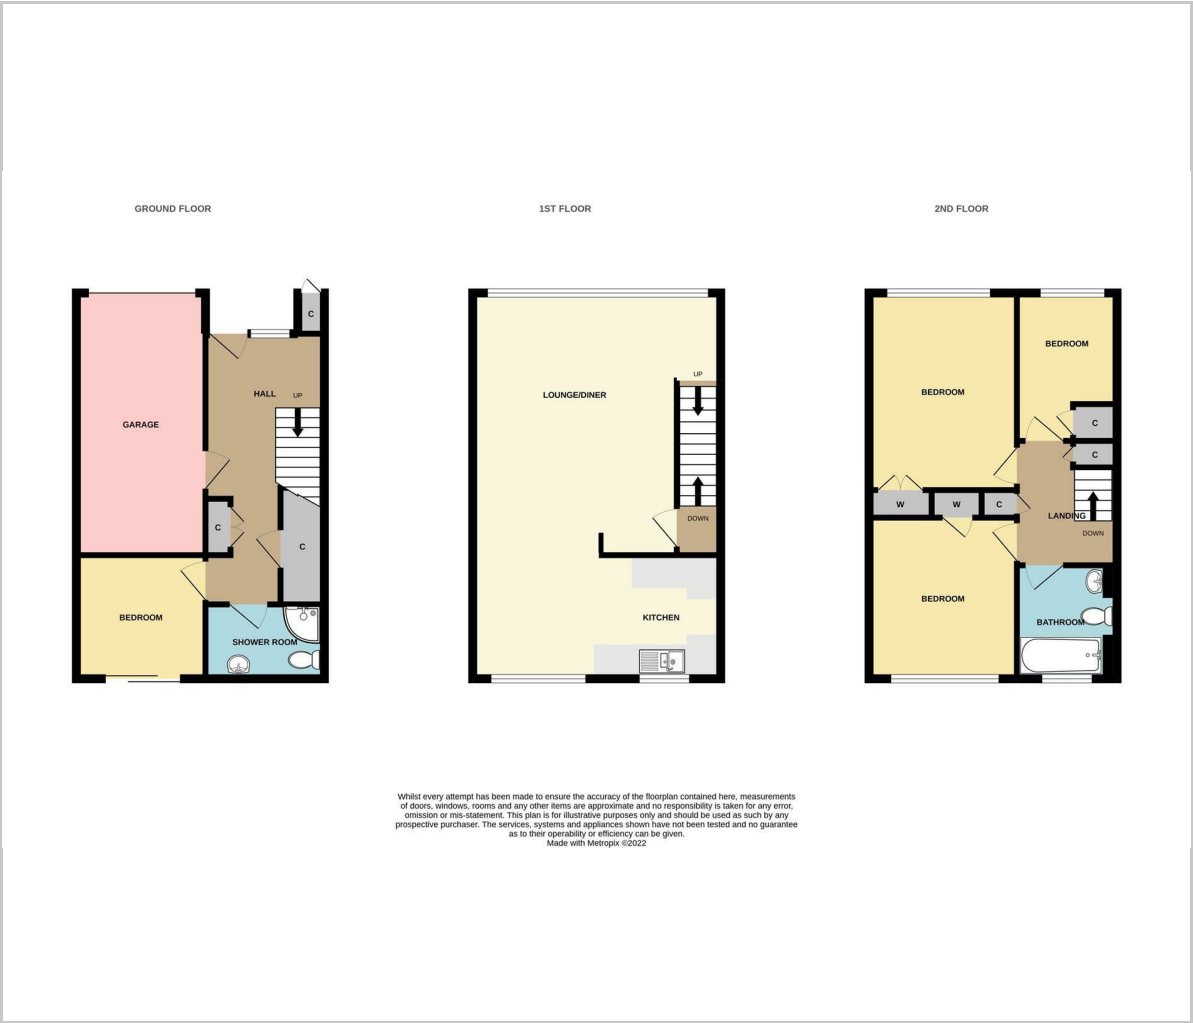 GROUND FLOOR
C
HALL
UP
GARAGE
C
C
BEDROOM
SHOWER ROOM
1ST FLOOR
UP
LOUNGE/DINER
DOWN
KITCHEN
2ND FLOOR
BEDROOM
BEDROOM
C
C
W
W
C
LANDING
DOWN
BEDROOM
BATHROOM
Whilst every attempt has been made to ensure the accuracy of the floorplan contained here, measurements
of doors, windows, rooms and any other items are approximate and no responsibility is taken for any error,
omission or mis-statement. This plan is for illustrative purposes only and should be used as such by any
prospective purchaser. The services, systems and appliances shown have not been tested and no guarantee
as to their operability or efficiency can be given.
Made with Metropix ©2022